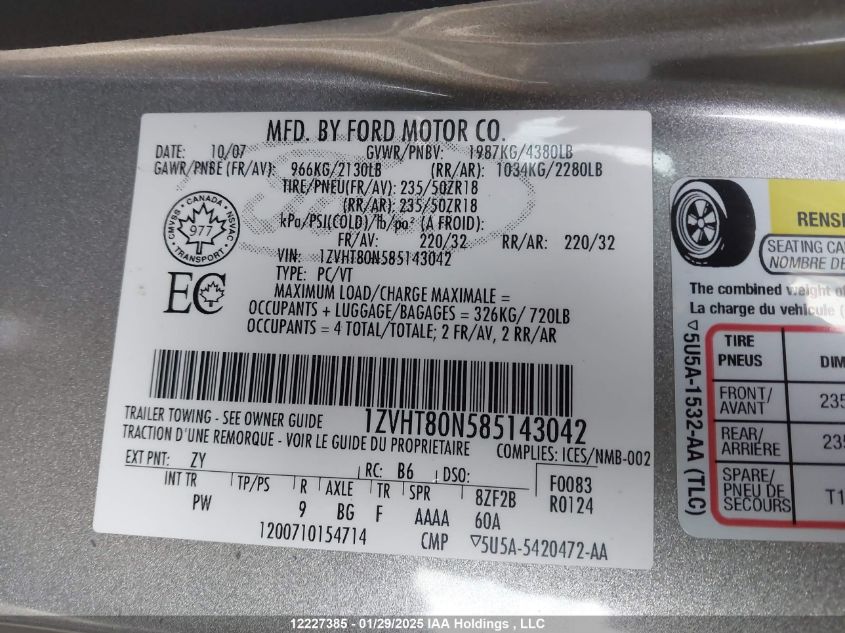 MFD. BY FORD MOTOR CO.
DATE: 10/07 GVWR/PNBV: 1987KG/4380LB
GAWR/PNBE (FR/AV): 966KG/2130LB (RR/AR): 1034KG/2280LB
TIRE/PNEU(FR/AV): 235/50ZR18
(RR/AR): 235/50ZR18
kPa/PSI(COLD)/lb/po² (A FROID):
FR/AV: 220/32 RR/AR: 220/32
VIN: 1ZVHT80N585143042
TYPE: PC/VT
MAXIMUM LOAD/CHARGE MAXIMALE =
OCCUPANTS + LUGGAGE/BAGAGES = 326KG/ 720LB
OCCUPANTS = 4 TOTAL/TOTALE; 2 FR/AV, 2 RR/AR
CANADA
CMVSS NSVAC
977
TRANSPORT
EC
TRAILER TOWING - SEE OWNER GUIDE 1ZVHT80N585143042
TRACTION D'UNE REMORQUE - VOIR LE GUIDE DU PROPRIETAIRE COMPLIES: ICES/NMB-002
EXT PNT: ZY RC: B6 DSO: F0083
INT TR TP/PS R AXLE TR SPR 8ZF2B R0124
PW 9 BG F AAAA 60A
1200710154714 CMP ▽5U5A-5420472-AA
RENSE
SEATING CA
NOMBRE DE
The combined weight of
La charge du vehicule (
▽5U5A-1532-AA (TLC)
TIRE
PNEUS
DIM
FRONT/
AVANT
235
REAR/
ARRIÈRE
235
SPARE/
PNEU DE
SECOURS
T1
12227385 - 01/29/2025 IAA Holdings , LLC